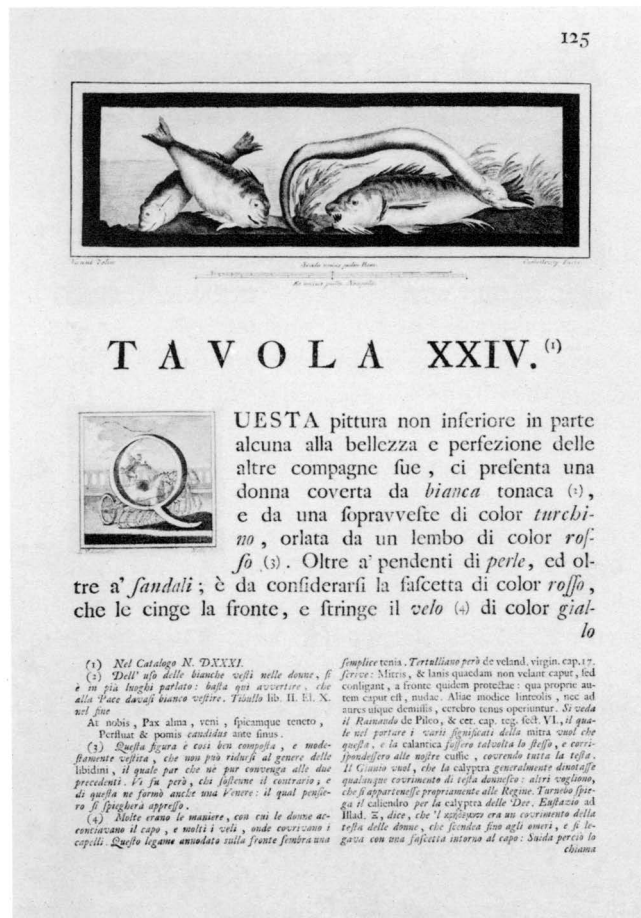 125
TAVOLA XXIV.(1)
QUESTA pittura non inferiore in parte
alcuna alla bellezza e perfezione delle
altre compagne ſue, ci preſenta una
donna coverta da bianca tonaca (2),
e da una ſopravveſte di color turchi-
no, orlata da un lembo di color roſ-
ſo (3). Oltre a' pendenti di perle, ed ol-
tre a' ſandali; è da conſiderarſi la faſcetta di color roſſo,
che le cinge la fronte, e ſtringe il velo (4) di color gial-
lo
(1) Nel Catalogo N. DXXXI.
(2) Dell' uſo delle bianche veſti nelle donne, ſi
è in più luoghi parlato: baſta qui avvertire, che
alla Pace davaſi bianco veſtire. Tibullo lib. II. El. X.
nel fine
At nobis, Pax alma, veni, ſpicamque teneto,
Perfluat & pomis candidus ante ſinus.
(3) Queſta figura è così ben compoſta, e mode-
ſtamente veſtita, che non può riduſi al genere delle
libidini, il quale par che nè pur convenga alle due
precedenti. Vi fu però, chi ſoſtenne il contrario; e
di queſta ne formò anche una Venere: il qual penſie-
ro ſi ſpiegherà appreſſo.
(4) Molte erano le maniere, con cui le donne ac-
conciavano il capo, e molti i veli, onde covrivano i
capelli. Queſto legame annodato ſulla fronte ſembra una
ſemplice tenia. Tertulliano però de veland. virgin. cap. 17.
ſcrive: Mitris, & lanis quaedam non velant caput, ſed
conligant, a fronte quidem protectae: qua proprie au-
tem caput eſt, nudae. Aliae modice linteolis, nec ad
aures uſque demiſſis, cerebro tenus operiuntur. Si veda
il Rainaudo de Pileo, & cet. cap. teg. ſect. VI., il qua-
le nel portare i varii ſignificati della mitra vuol che
queſta, e la calantica foſſero talvolta lo ſteſſo, e corri-
ſpondeſſero alle noſtre cuffie, covrendo tutta la teſta.
Il Giunio vuol, che la calyptra generalmente denotaſſe
qualunque covrimento di teſta donneſco: altri vogliono,
che ſi apparteneſſe propriamente alle Regine. Turnebo ſpie-
ga il caliendro per la calyptra delle Dee. Euſtazio ad
Iliad. Ξ, dice, che 'l era un covrimento della
teſta delle donne, che ſcendea fino agli omeri, e ſi le-
gava con una faſcetta intorno al capo: Suida perciò lo
chiama